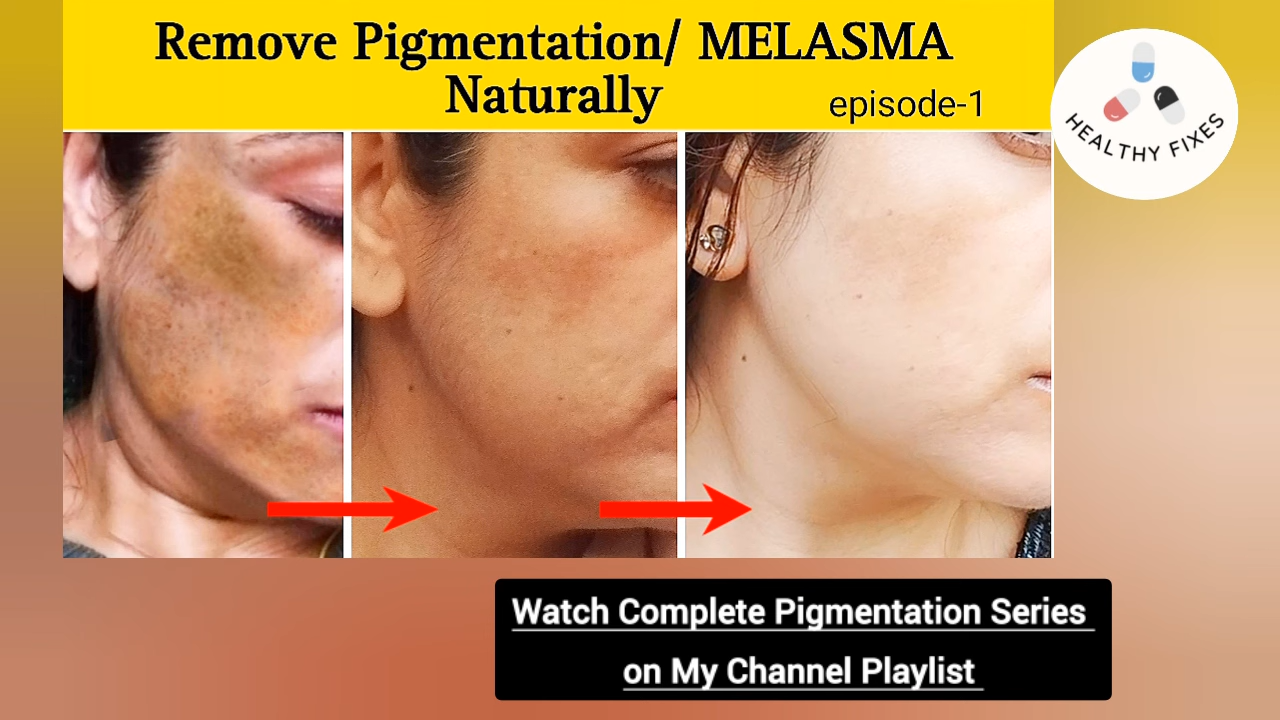 Remove Pigmentation/ MELASMA
Naturally
episode-1
HEALTHY FIXES
Watch Complete Pigmentation Series
on My Channel Playlist